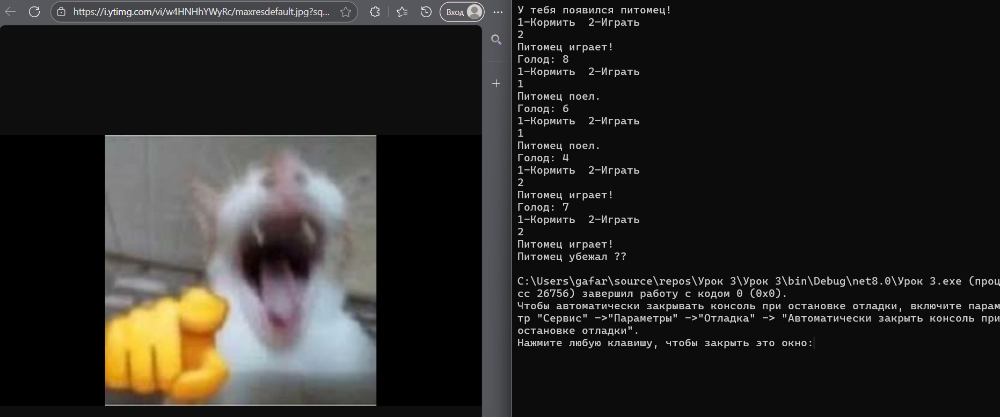 https://i.ytimg.com/vi/w4HNHhYWyRc/maxresdefault.jpg?sq...
Вход
У тебя появился питомец!
1-Кормить  2-Играть
2
Питомец играет!
Голод: 8
1-Кормить  2-Играть
1
Питомец поел.
Голод: 6
1-Кормить  2-Играть
1
Питомец поел.
Голод: 4
1-Кормить  2-Играть
2
Питомец играет!
Голод: 7
1-Кормить  2-Играть
2
Питомец играет!
Питомец убежал ??
C:\Users\gafar\source\repos\Урок 3\Урок 3\bin\Debug\net8.0\Урок 3.exe (проц
сс 26756) завершил работу с кодом 0 (0x0).
Чтобы автоматически закрывать консоль при остановке отладки, включите парам
тр "Сервис" ->"Параметры" ->"Отладка" -> "Автоматически закрыть консоль при
остановке отладки".
Нажмите любую клавишу, чтобы закрыть это окно: